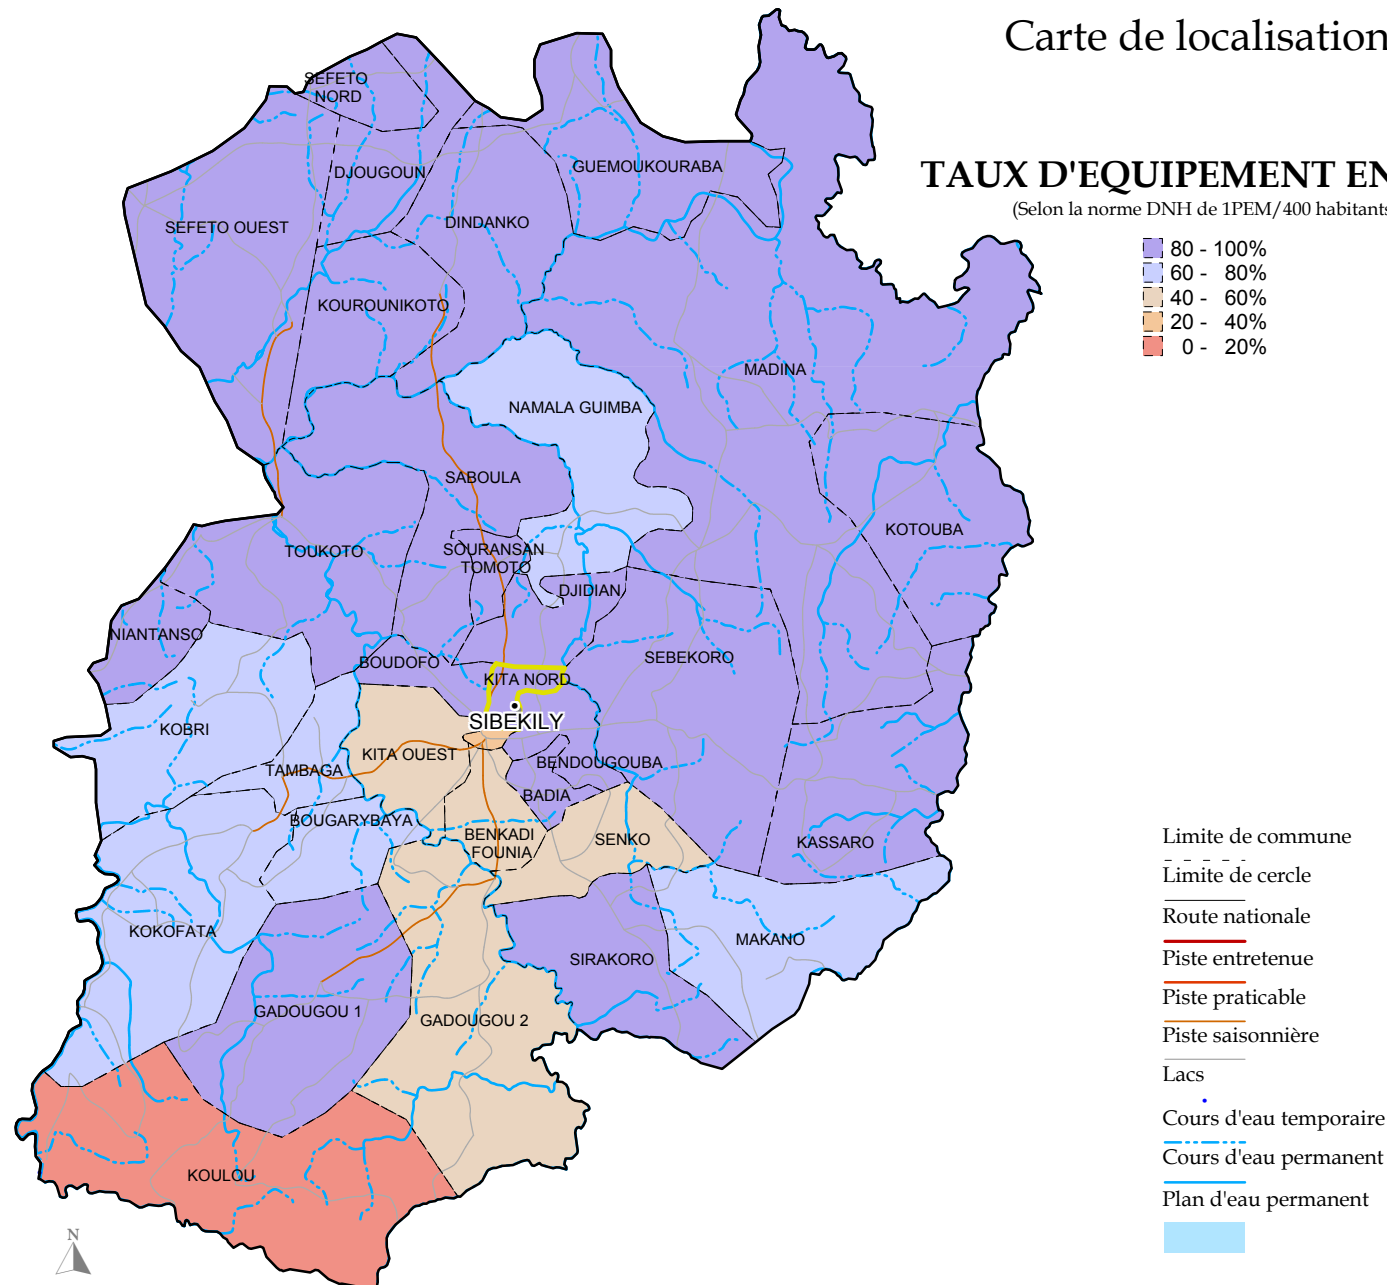 Carte de localisation
TAUX D'EQUIPEMENT EN
(Selon la norme DNH de 1PEM/400 habitants
80 - 100%
60 - 80%
40 - 60%
20 - 40%
0 - 20%
SEFETO
NORD
DJOUGOUN
GUEMOUKOURABA
SEFETO OUEST
DINDANKO
KOUROUNIKOTO
MADINA
NAMALA GUIMBA
SABOULA
KOTOUBA
TOUKOTO
SOURANSAN
TOMOTO
DJIDIAN
NIANTANSO
BOUDOFO
SEBEKORO
KITA NORD
SIBEKILY
KOBRI
KITA OUEST
TAMBAGA
BENDOUGOUBA
BADIA
BOUGARYBAYA
BENKADI
FOUNIA
SENKO
KASSARO
KOKOFATA
MAKANO
SIRAKORO
GADOUGOU 1
GADOUGOU 2
KOULOU
Limite de commune
Limite de cercle
Route nationale
Piste entretenue
Piste praticable
Piste saisonnière
Lacs
Cours d'eau temporaire
Cours d'eau permanent
Plan d'eau permanent
N